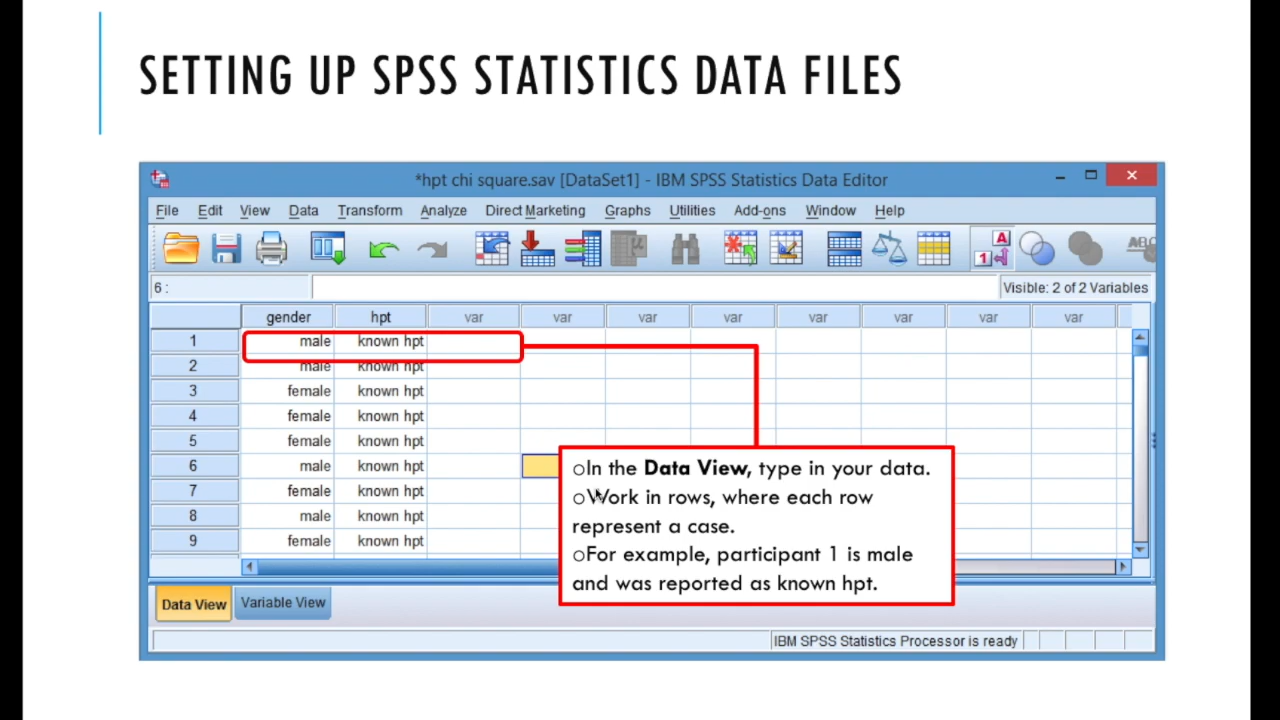 SETTING UP SPSS STATISTICS DATA FILES
*hpt chi square.sav [DataSet1] - IBM SPSS Statistics Data Editor
File Edit View Data Transform Analyze Direct Marketing Graphs Utilities Add-ons Window Help
A
1
ABC
6 :
Visible: 2 of 2 Variables
gender hpt var var var var var var var var
1 male known hpt
2 male known hpt
3 female known hpt
4 female known hpt
5 female known hpt
6 male known hpt
7 female known hpt
8 male known hpt
9 female known hpt
oIn the Data View, type in your data.
oWork in rows, where each row
represent a case.
oFor example, participant 1 is male
and was reported as known hpt.
Data View Variable View
IBM SPSS Statistics Processor is ready